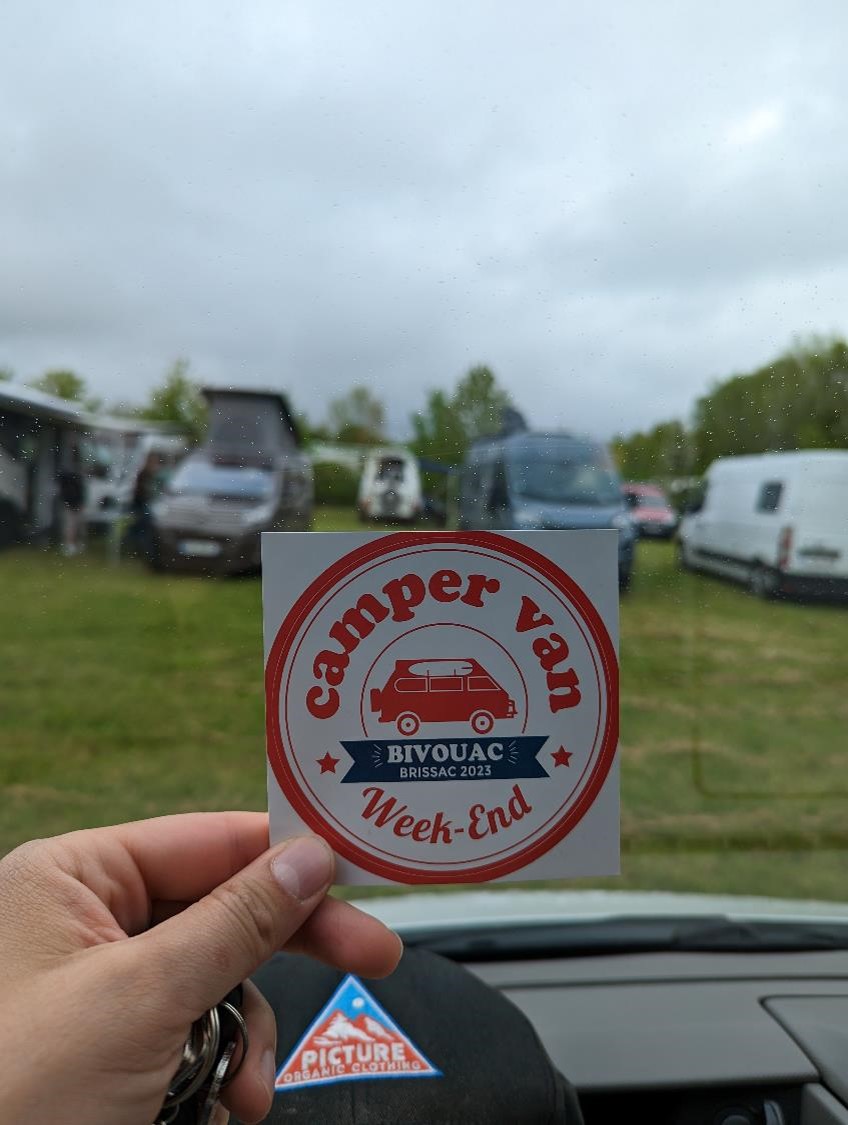 camper van
BIVOUAC
BRISSAC 2023
Week-End
PICTURE
ORGANIC CLOTHING